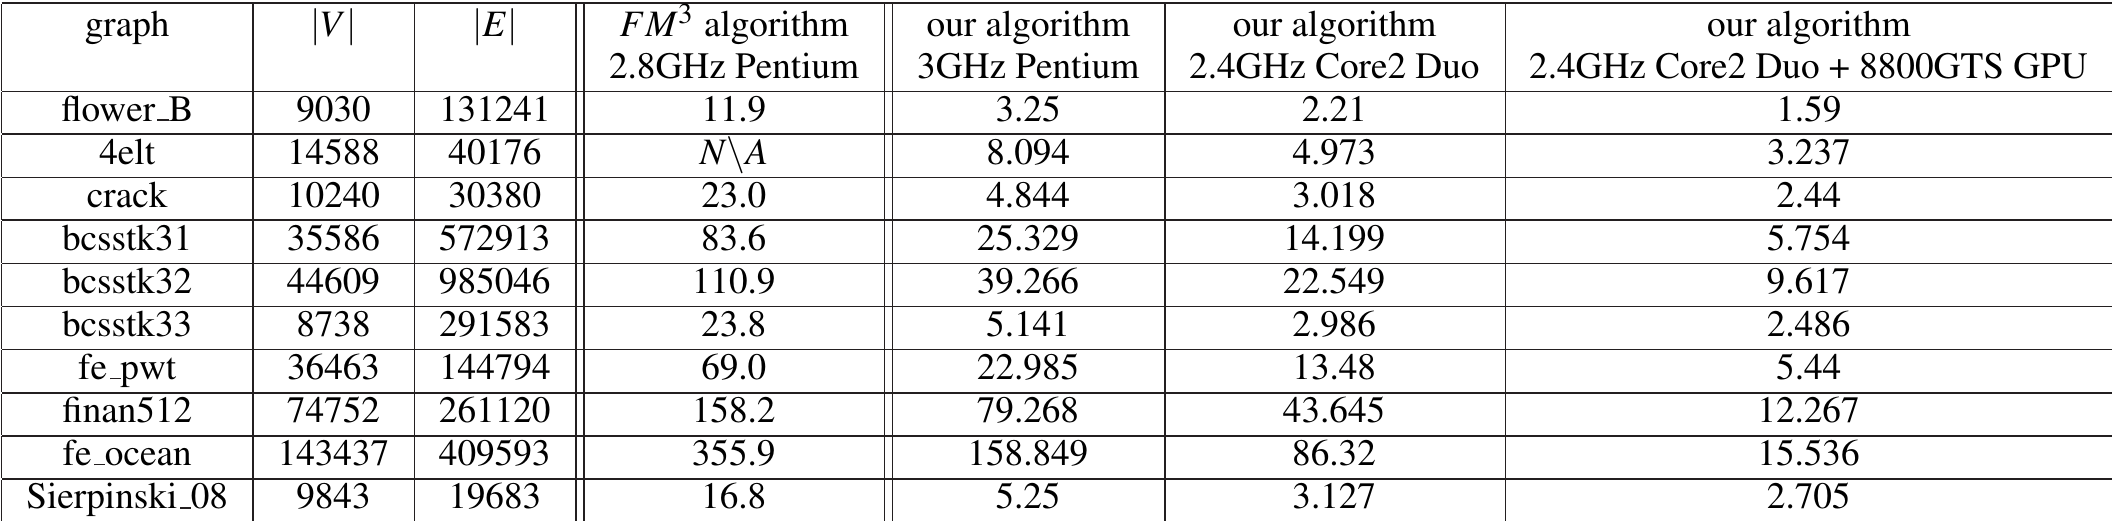 graph |V| |E| FM³ algorithm our algorithm our algorithm our algorithm
2.8GHz Pentium 3GHz Pentium 2.4GHz Core2 Duo 2.4GHz Core2 Duo + 8800GTS GPU
flower_B 9030 131241 11.9 3.25 2.21 1.59
4elt 14588 40176 N\A 8.094 4.973 3.237
crack 10240 30380 23.0 4.844 3.018 2.44
bcsstk31 35586 572913 83.6 25.329 14.199 5.754
bcsstk32 44609 985046 110.9 39.266 22.549 9.617
bcsstk33 8738 291583 23.8 5.141 2.986 2.486
fe_pwt 36463 144794 69.0 22.985 13.48 5.44
finan512 74752 261120 158.2 79.268 43.645 12.267
fe_ocean 143437 409593 355.9 158.849 86.32 15.536
Sierpinski_08 9843 19683 16.8 5.25 3.127 2.705